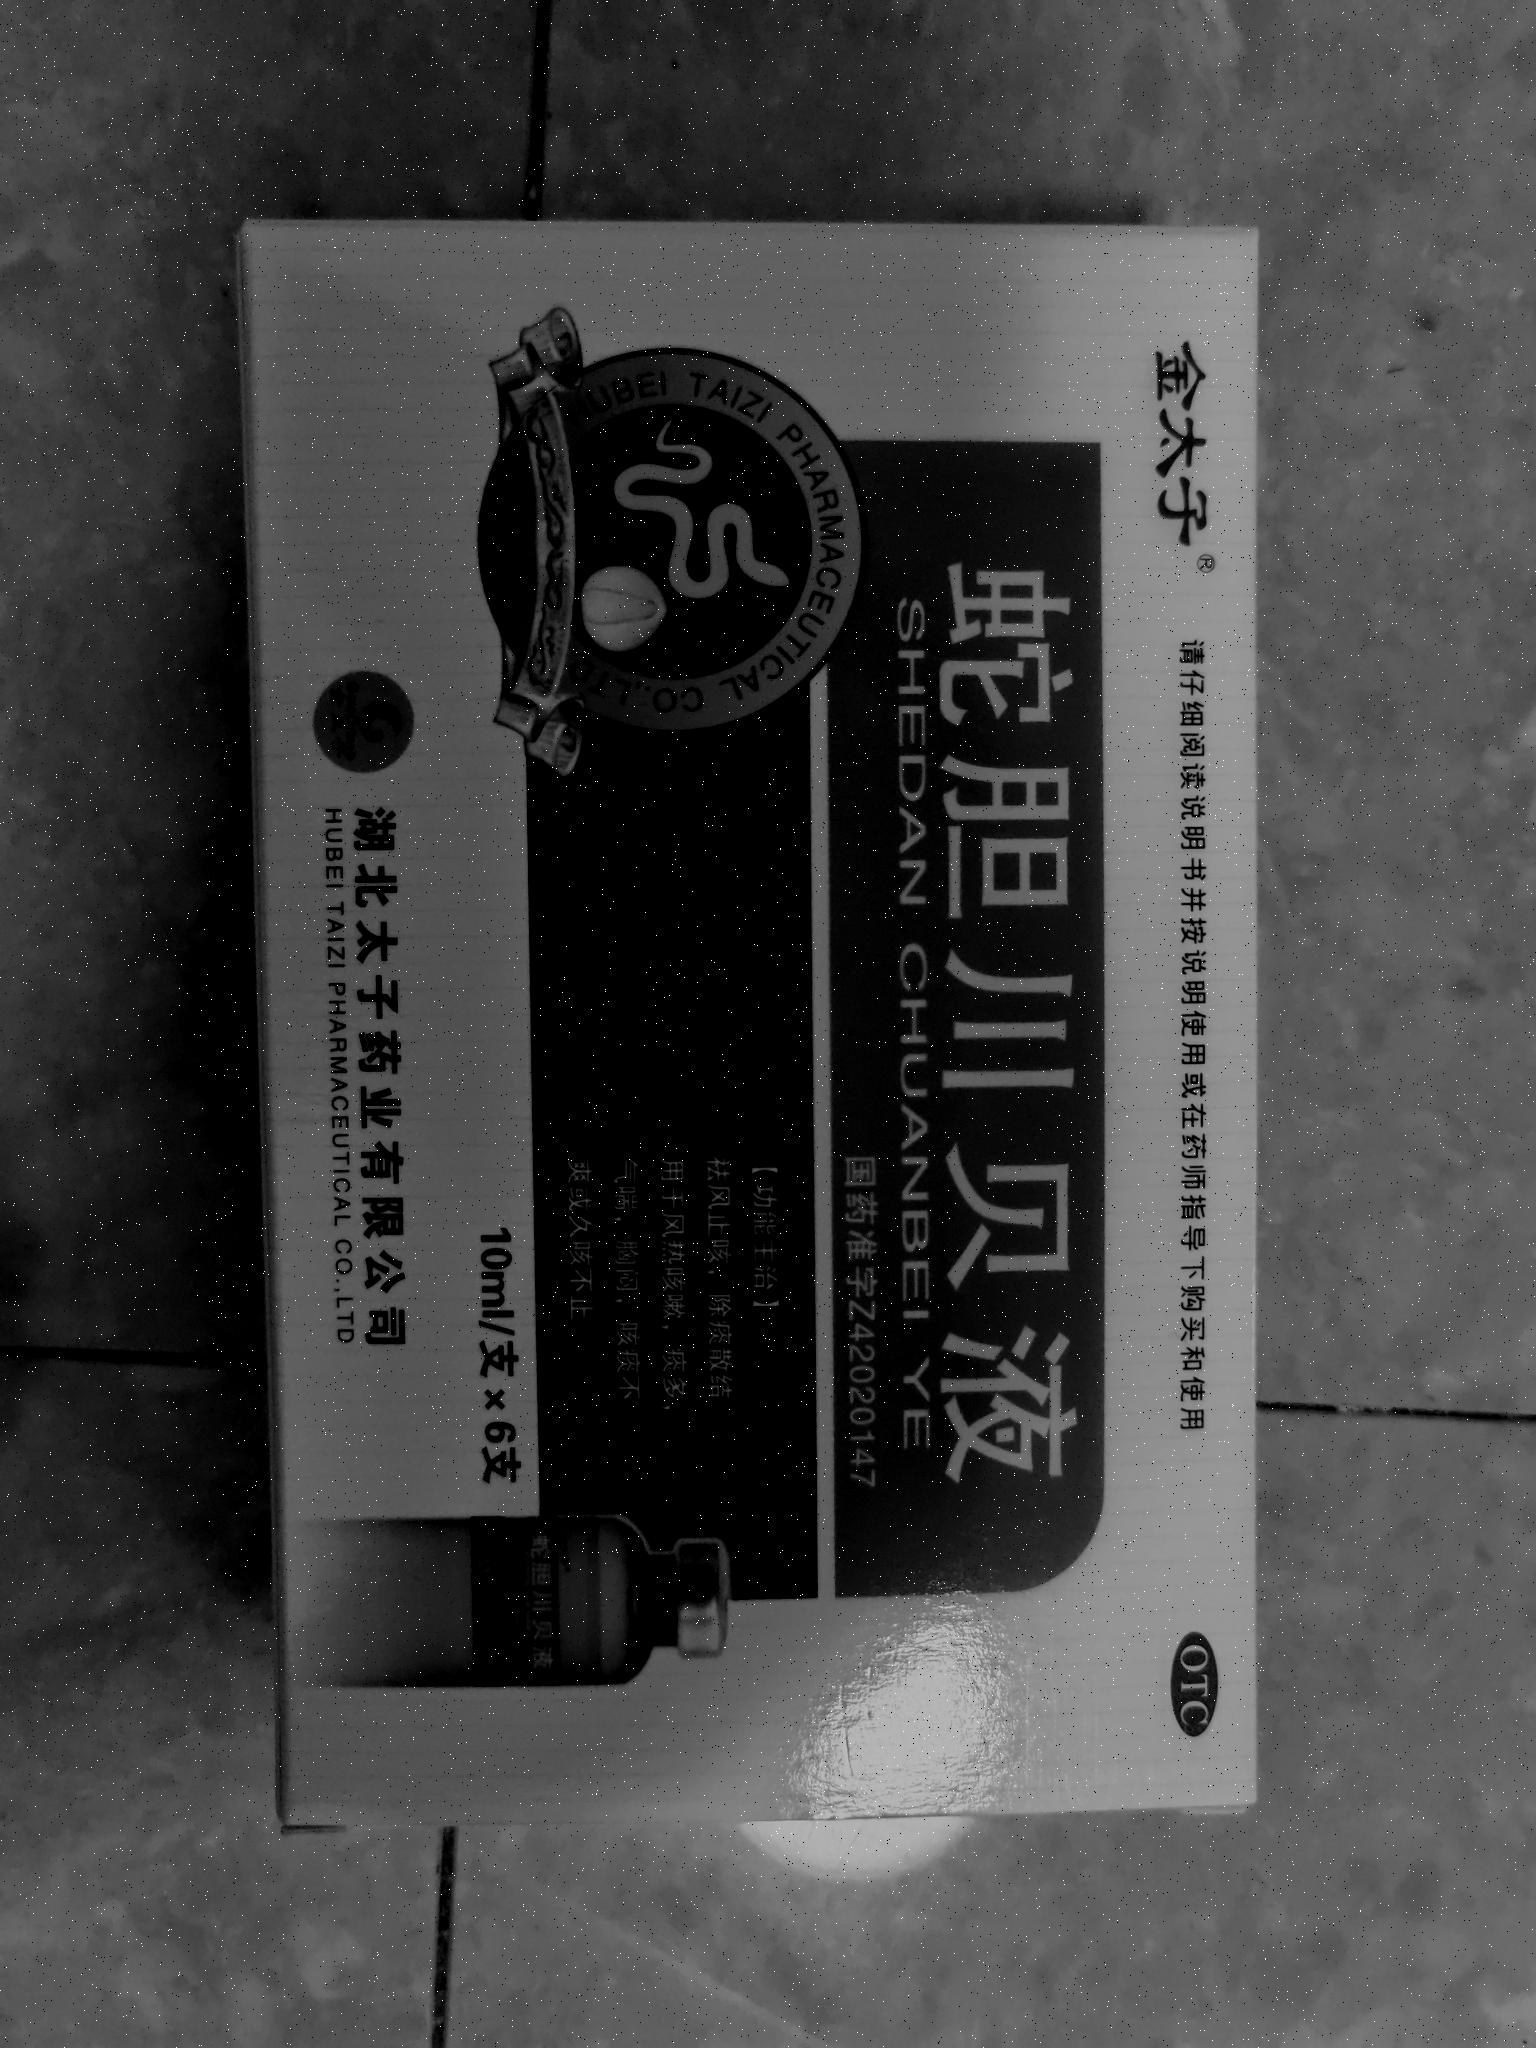 金太子®
请仔细阅读说明书并按说明使用或在药师指导下购买和使用
OTC
蛇胆川贝液
SHEDAN CHUANBEI YE
国药准字Z42020147
HUBEI TAIZI PHARMACEUTICAL CO.,LTD
【功能主治】
祛风止咳，除痰散结
用于风热咳嗽，痰多，
气喘，胸闷，咳痰不
爽或久咳不止
10ml/支×6支
蛇胆川贝液
湖北太子药业有限公司
HUBEI TAIZI PHARMACEUTICAL CO.,LTD